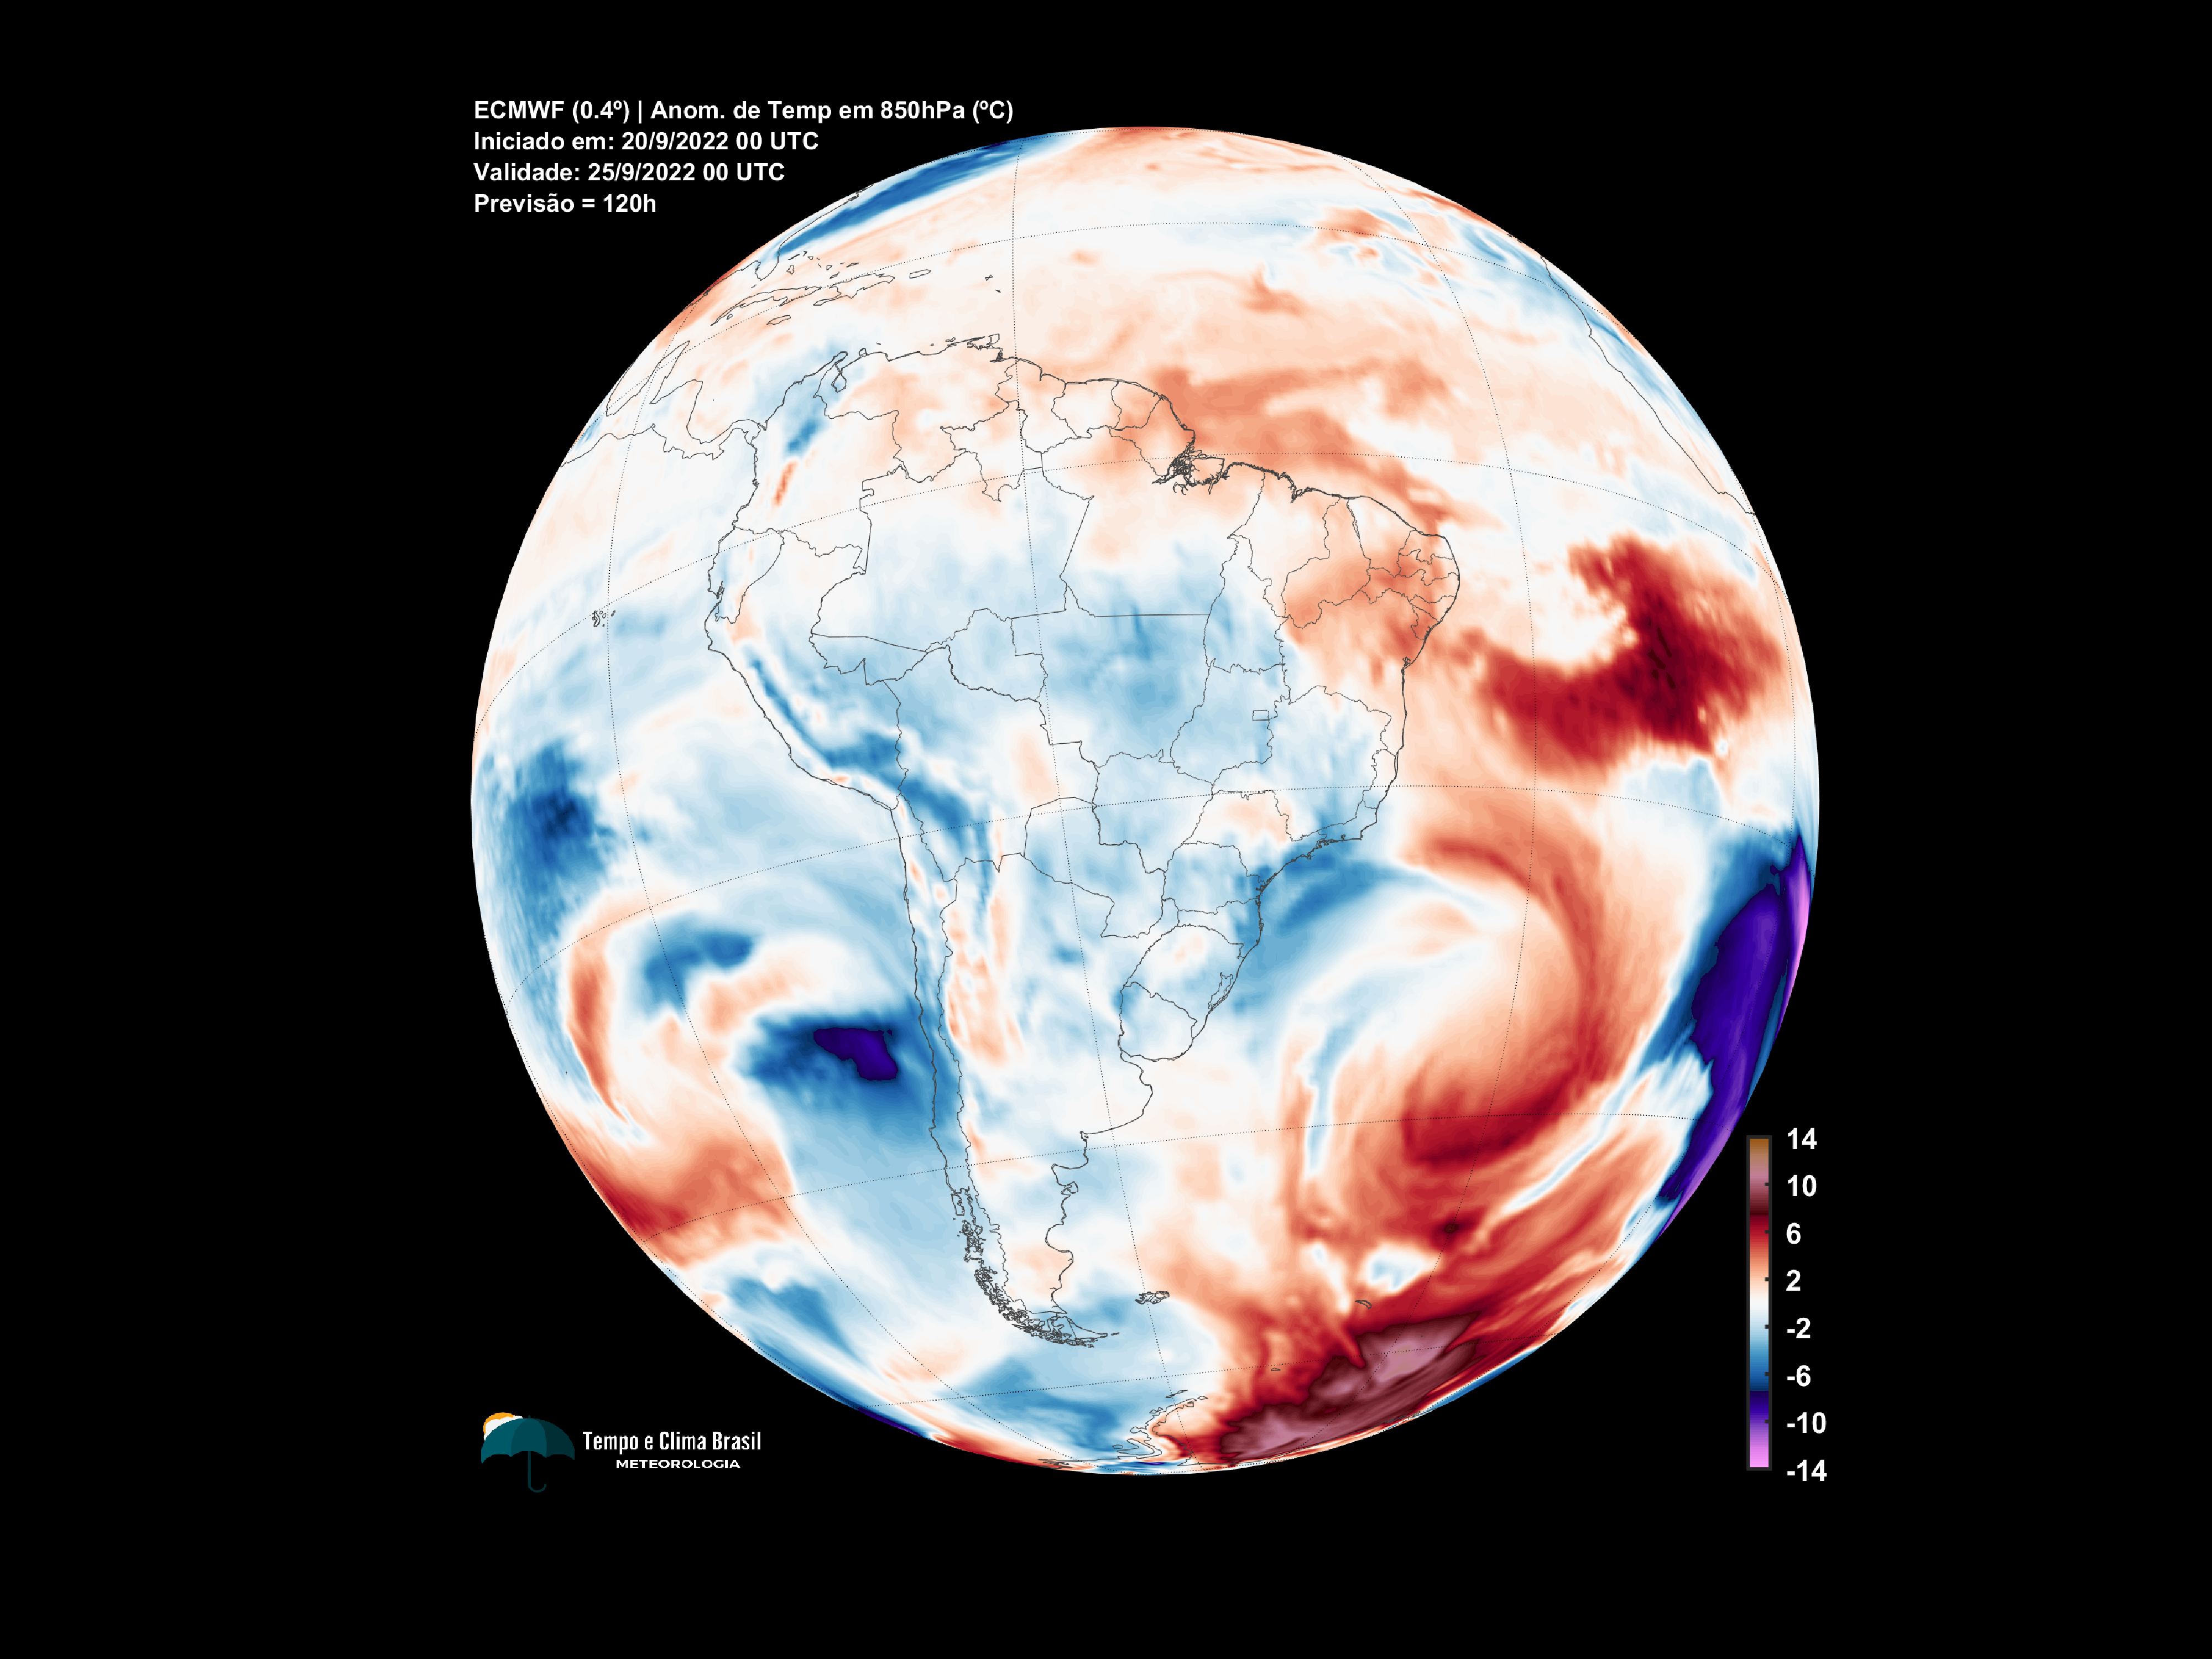 ECMWF (0.4º) | Anom. de Temp em 850hPa (ºC)
Iniciado em: 20/9/2022 00 UTC
Validade: 25/9/2022 00 UTC
Previsão = 120h
14
10
6
2
-2
-6
-10
-14
Tempo e Clima Brasil
METEOROLOGIA